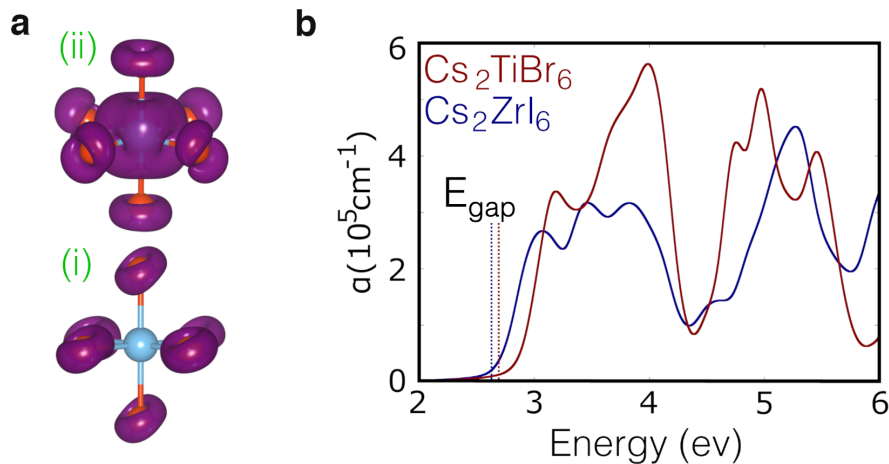 a
(ii)
(i)
b
Cs₂TiBr₆
Cs₂ZrI₆
E_gap
α(10⁵cm⁻¹)
6
4
2
0
2 3 4 5 6
Energy (ev)